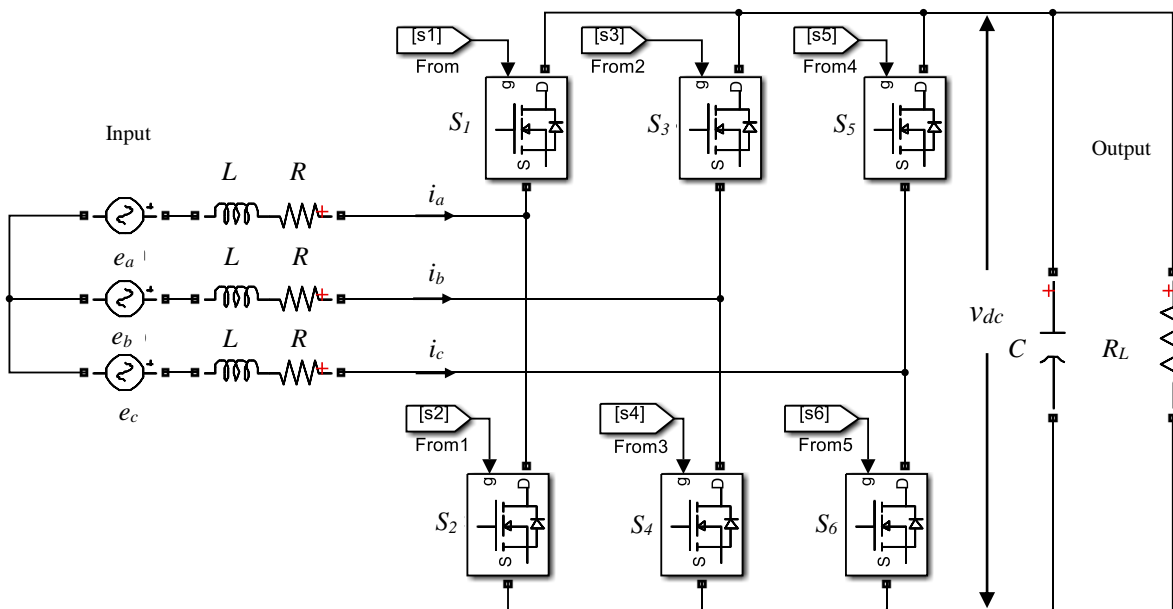 [s1]
From
[s3]
From2
[s5]
From4
g
D
S
S1
g
D
S
S3
g
D
S
S5
Input
Output
L
R
ia
ea
L
R
ib
eb
L
R
ic
ec
vdc
C
RL
[s2]
From1
[s4]
From3
[s6]
From5
g
D
S
S2
g
D
S
S4
g
D
S
S6